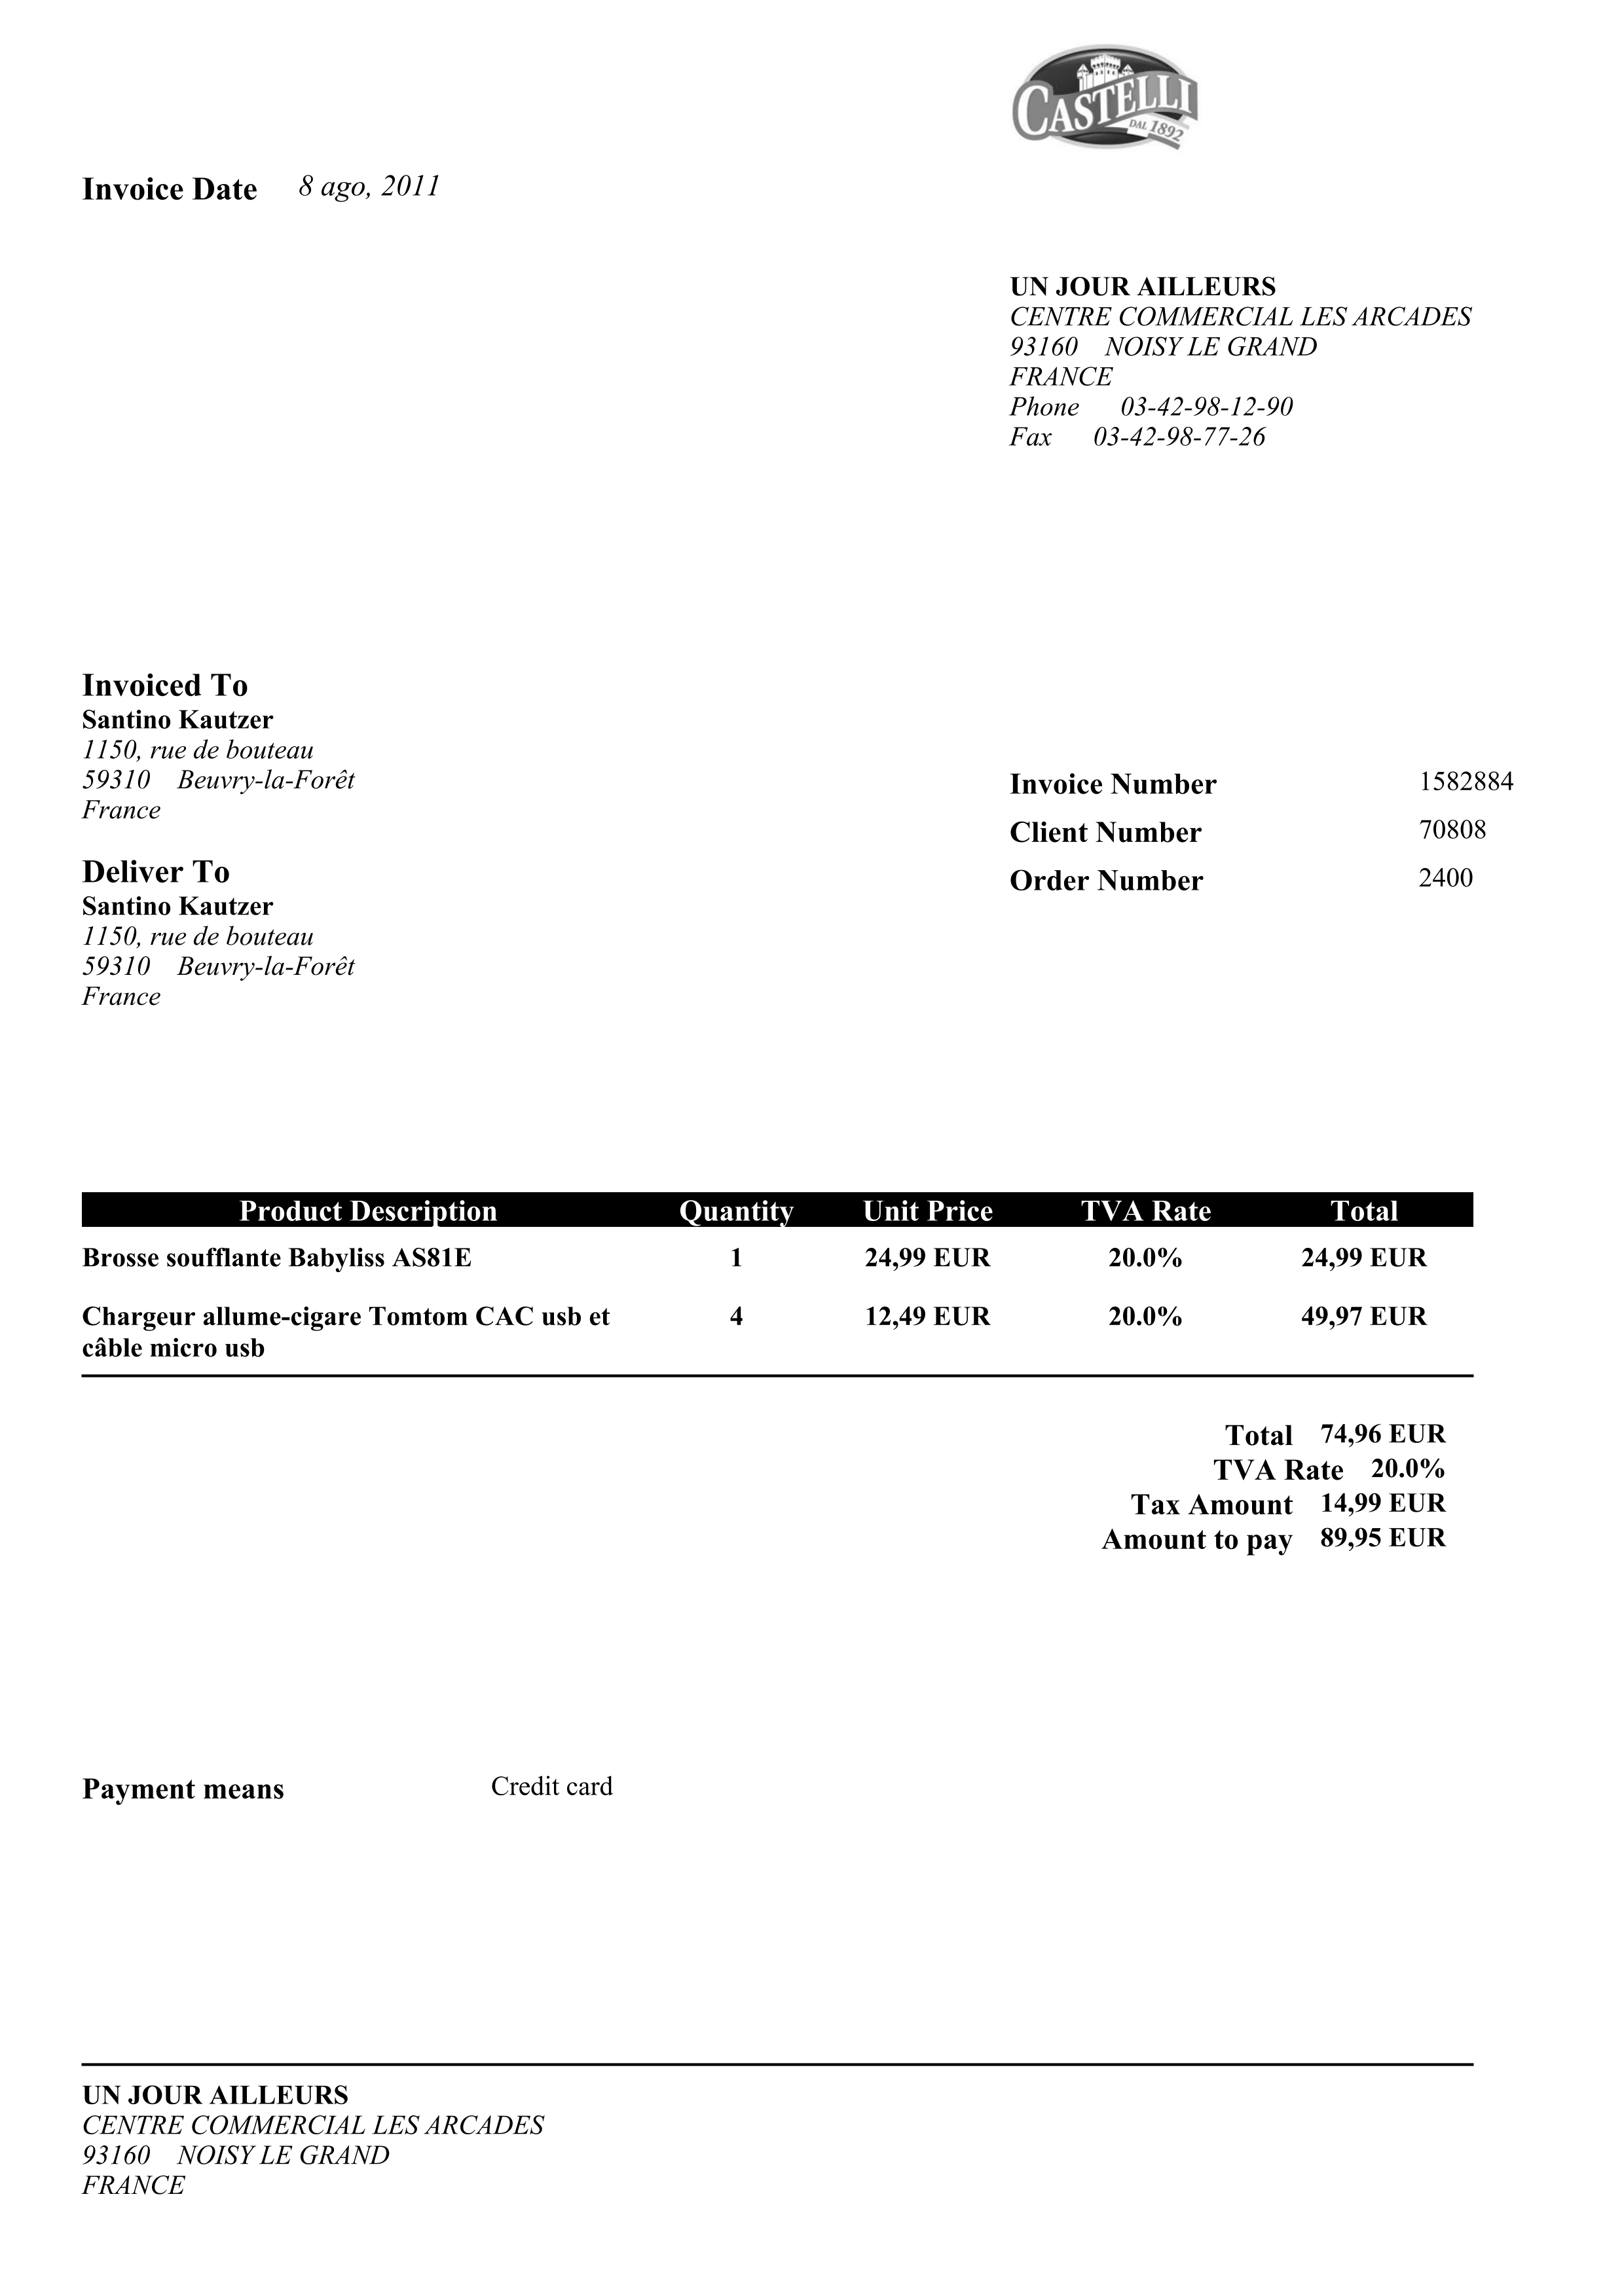 CASTELLI
DAL 1892
Invoice Date 8 ago, 2011
UN JOUR AILLEURS
CENTRE COMMERCIAL LES ARCADES
93160 NOISY LE GRAND
FRANCE
Phone 03-42-98-12-90
Fax 03-42-98-77-26
Invoiced To
Santino Kautzer
1150, rue de bouteau
59310 Beuvry-la-Forêt
France
Invoice Number 1582884
Client Number 70808
Order Number 2400
Deliver To
Santino Kautzer
1150, rue de bouteau
59310 Beuvry-la-Forêt
France
Product Description Quantity Unit Price TVA Rate Total
Brosse soufflante Babyliss AS81E 1 24,99 EUR 20.0% 24,99 EUR
Chargeur allume-cigare Tomtom CAC usb et 4 12,49 EUR 20.0% 49,97 EUR
câble micro usb
Total 74,96 EUR
TVA Rate 20.0%
Tax Amount 14,99 EUR
Amount to pay 89,95 EUR
Payment means Credit card
UN JOUR AILLEURS
CENTRE COMMERCIAL LES ARCADES
93160 NOISY LE GRAND
FRANCE